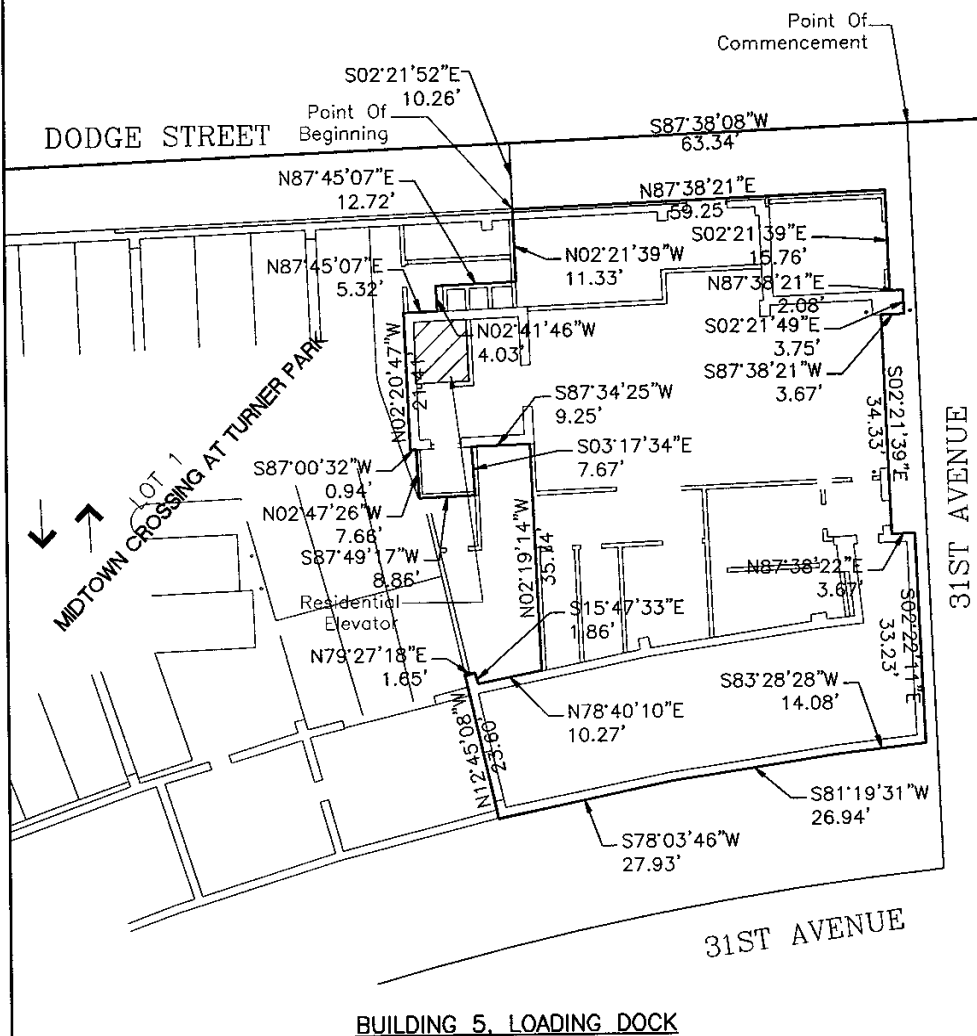 Point Of
Commencement
S02°21'52"E
10.26'
Point Of
Beginning
DODGE STREET
S87°38'08"W
63.34'
N87°45'07"E
12.72'
N87°38'21"E
59.25'
S02°21'39"E
15.76'
N87°45'07"E
5.32'
N02°21'39"W
11.33'
N87°38'21"E
2.08'
N02°41'46"W
4.03'
S02°21'49"E
3.75'
S87°38'21"W
3.67'
N02°20'47"W
21.41'
S87°34'25"W
9.25'
S02°21'39"E
34.33'
31ST AVENUE
LOT 1
MIDTOWN CROSSING AT TURNER PARK
S87°00'32"W
0.94'
S03°17'34"E
7.67'
N02°47'26"W
7.66'
S87°49'17"W
8.86'
N02°19'14"W
35.14'
N87°38'22"E
3.67'
Residential
Elevator
S15°47'33"E
1.86'
S02°22'11"E
33.23'
N79°27'18"E
1.65'
N78°40'10"E
10.27'
S83°28'28"W
14.08'
N12°45'08"W
23.60'
S81°19'31"W
26.94'
S78°03'46"W
27.93'
31ST AVENUE
BUILDING 5, LOADING DOCK